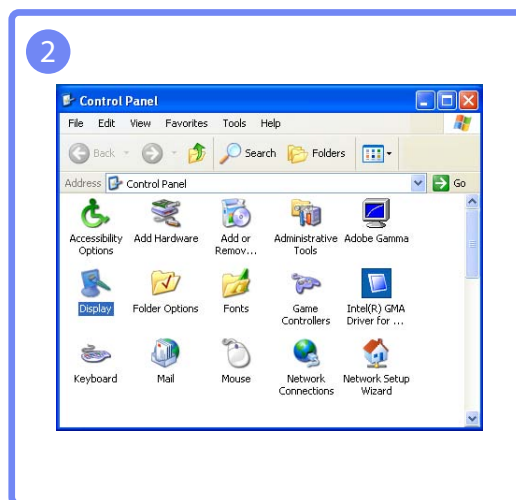 2
Control Panel
File Edit View Favorites Tools Help
Back Search Folders
Address Control Panel Go
Accessibility Options Add Hardware Add or Remov... Administrative Tools Adobe Gamma
Display Folder Options Fonts Game Controllers Intel(R) GMA Driver for ...
Keyboard Mail Mouse Network Connections Network Setup Wizard